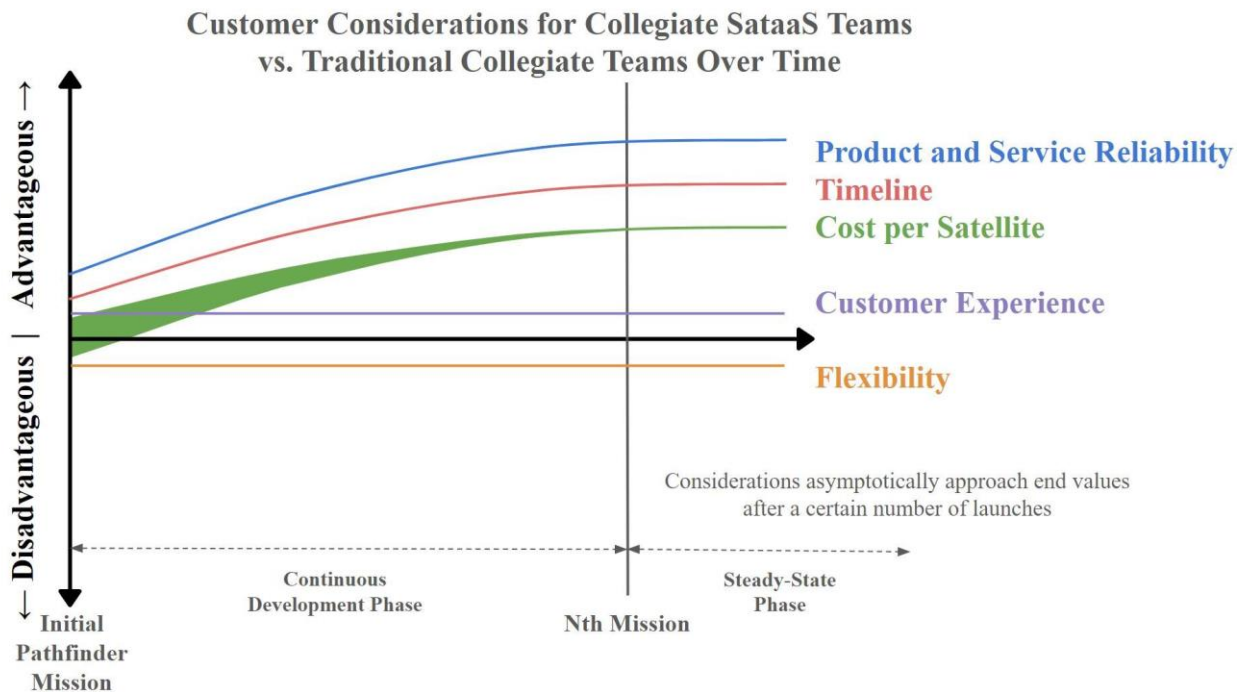 Customer Considerations for Collegiate SataaS Teams
vs. Traditional Collegiate Teams Over Time
← Disadvantageous | Advantageous →
Product and Service Reliability
Timeline
Cost per Satellite
Customer Experience
Flexibility
Considerations asymptotically approach end values
after a certain number of launches
Continuous
Development Phase
Steady-State
Phase
Initial
Pathfinder
Mission
Nth Mission